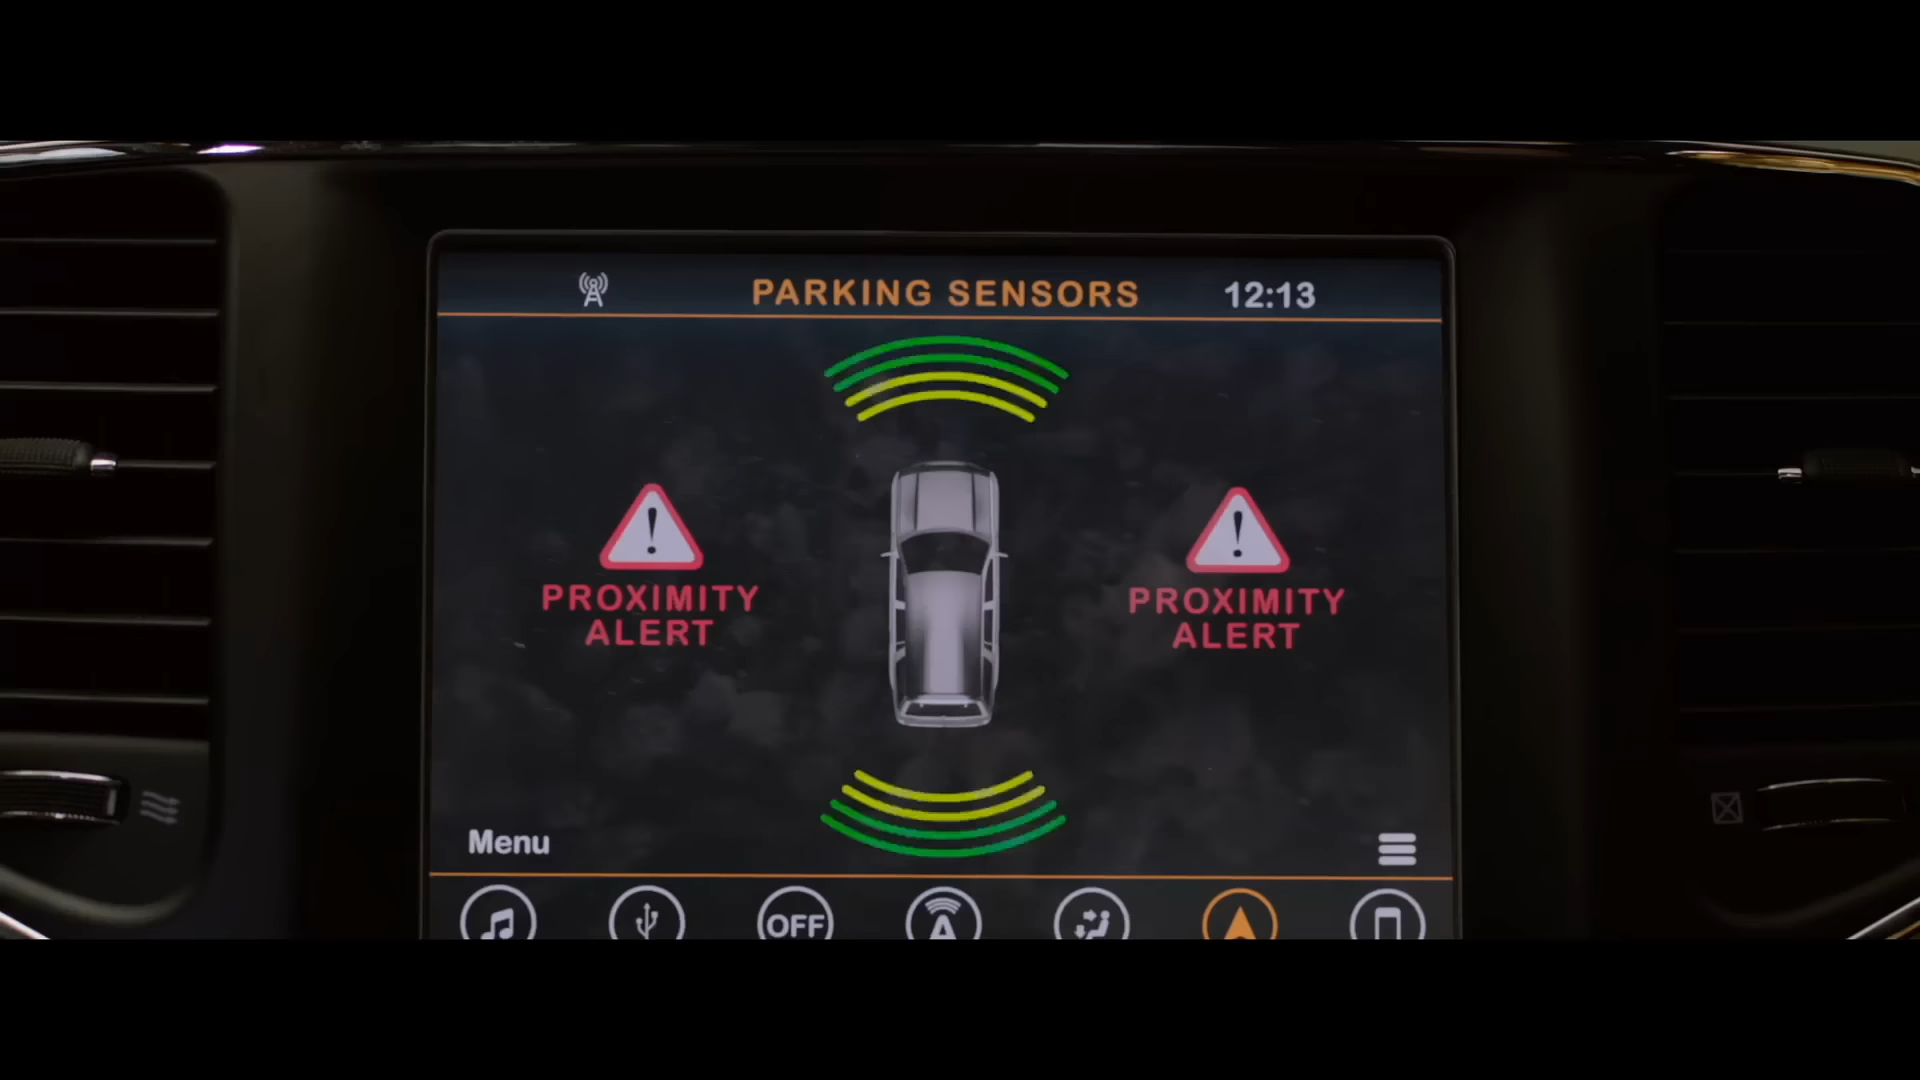 PARKING SENSORS
12:13
!
!
PROXIMITY
ALERT
PROXIMITY
ALERT
Menu
OFF
A